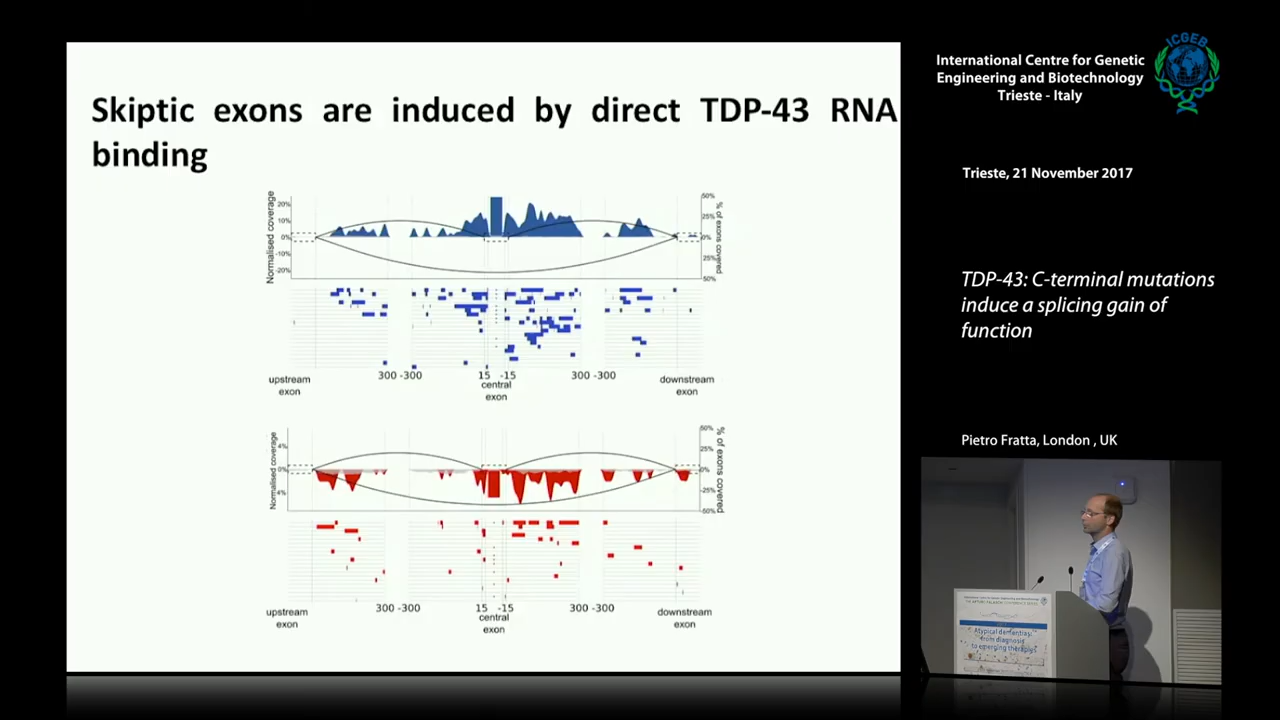 Skiptic exons are induced by direct TDP-43 RNA
binding
Normalised coverage
20%
10%
0%
-10%
-20%
50%
25%
0%
25%
50%
% of exons covered
upstream
exon
300 -300
15 -15
central
exon
300 -300
downstream
exon
Normalised coverage
4%
0%
4%
50%
25%
0%
-25%
50%
% of exons covered
upstream
exon
300 -300
15 -15
central
exon
300 -300
downstream
exon
International Centre for Genetic
Engineering and Biotechnology
Trieste - Italy
ICGEB
Trieste, 21 November 2017
TDP-43: C-terminal mutations
induce a splicing gain of
function
Pietro Fratta, London , UK
Atypical dementias:
from diagnosis
to emerging therapies